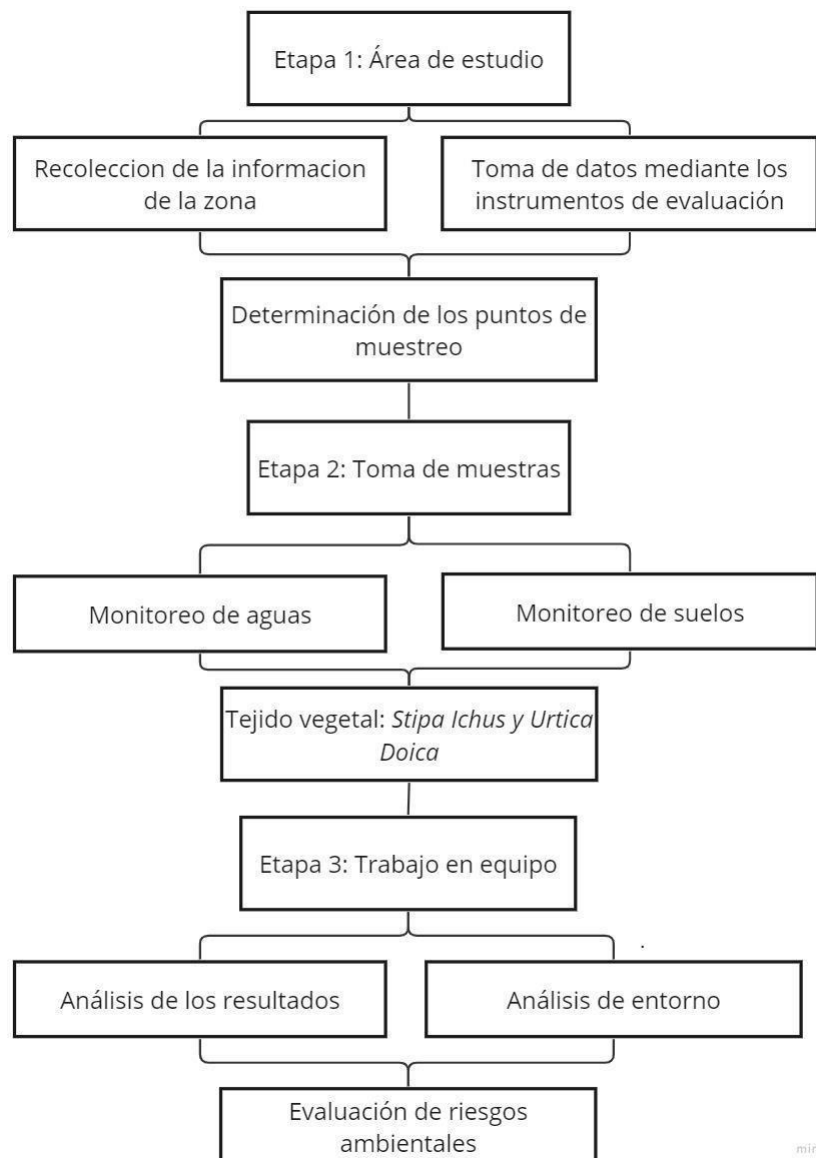 Etapa 1: Área de estudio
Recoleccion de la informacion
de la zona
Toma de datos mediante los
instrumentos de evaluación
Determinación de los puntos de
muestreo
Etapa 2: Toma de muestras
Monitoreo de aguas
Monitoreo de suelos
Tejido vegetal: Stipa Ichus y Urtica
Doica
Etapa 3: Trabajo en equipo
Análisis de los resultados
Análisis de entorno
Evaluación de riesgos
ambientales